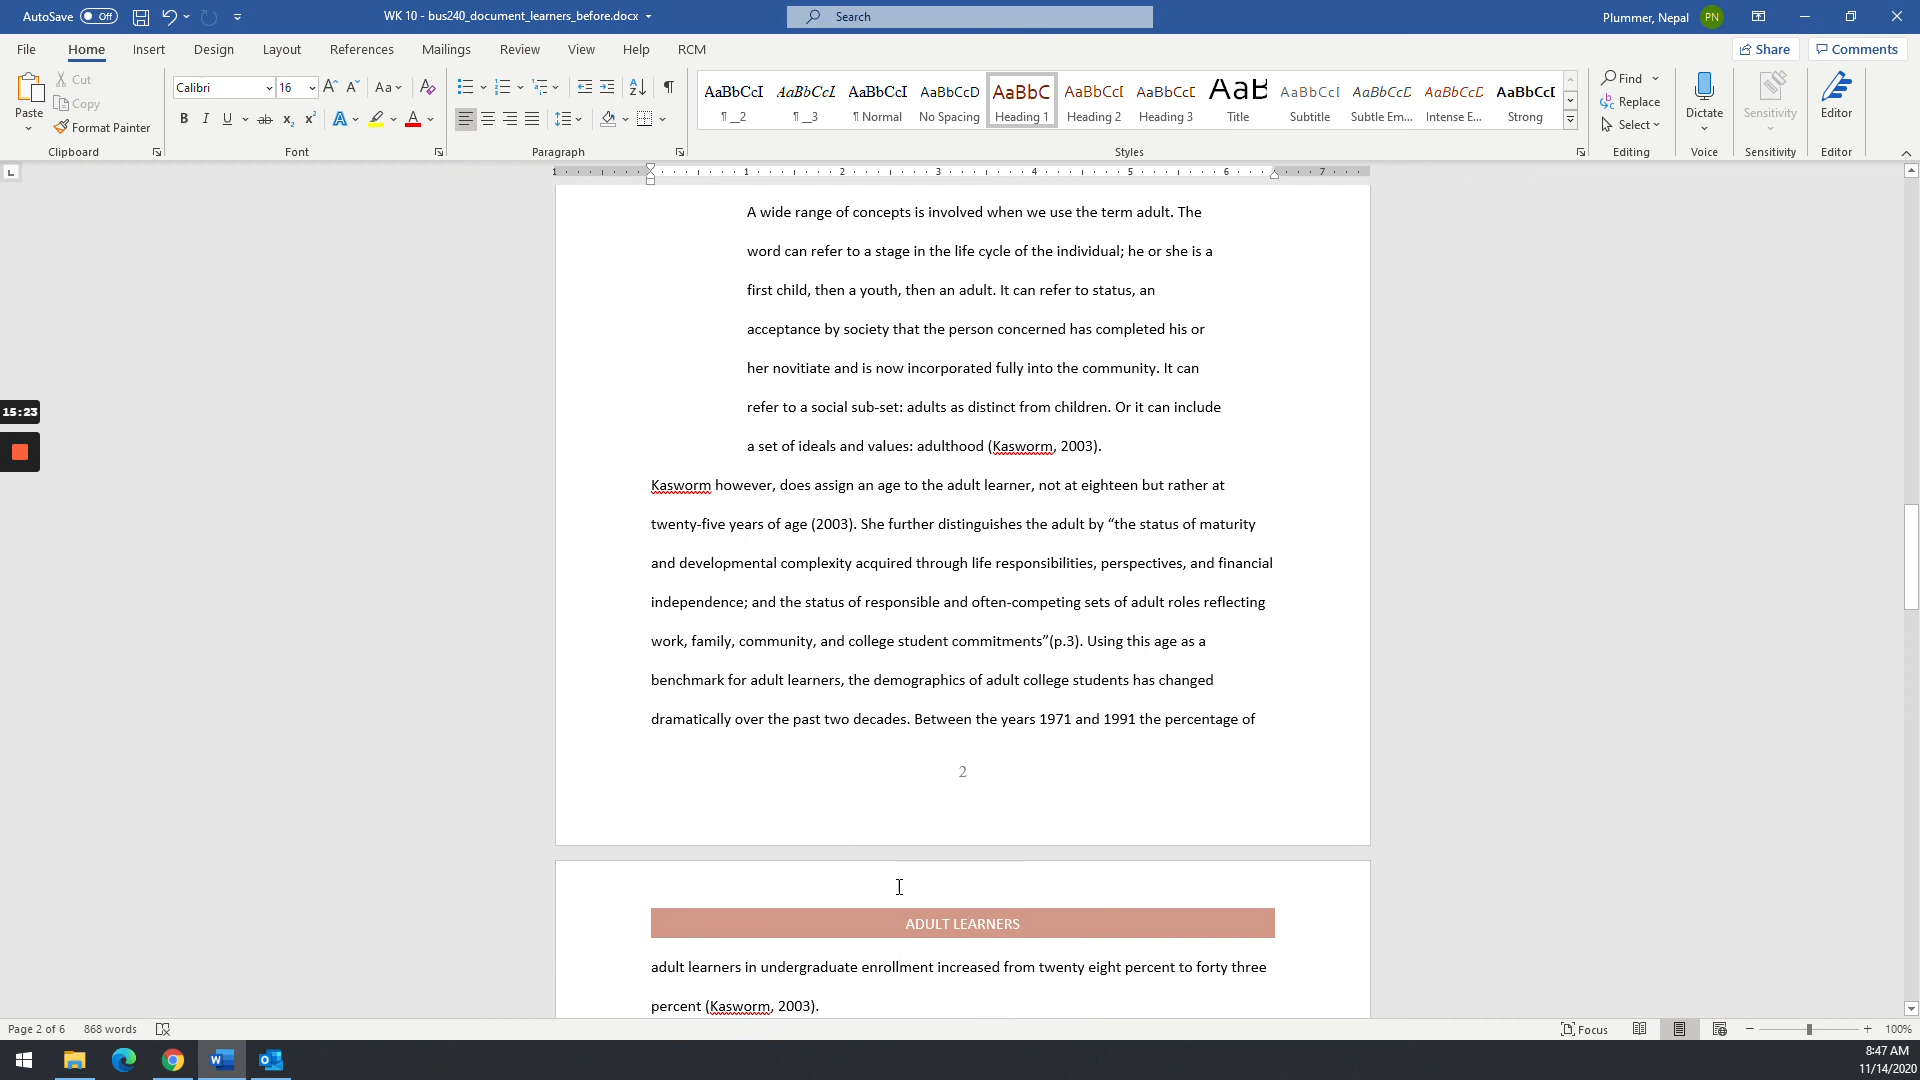 AutoSave Off WK 10 - bus240_document_learners_before.docx Search Plummer, Nepal PN
File Home Insert Design Layout References Mailings Review View Help RCM Share Comments
Paste Cut Copy Format Painter Clipboard
Calibri 16 Aa Font
Paragraph
AaBbCcI AaBbCcL AaBbCcI AaBbCcD AaBbC AaBbCcI AaBbCcD AaB AaBbCcI AaBbCcD AaBbCcD AaBbCcI
¶ __2 ¶ __3 ¶ Normal No Spacing Heading 1 Heading 2 Heading 3 Title Subtitle Subtle Em... Intense E... Strong
Styles
Find Replace Select Editing
Dictate Voice
Sensitivity Sensitivity
Editor Editor
1 1 2 3 4 5 6 7
15:23
A wide range of concepts is involved when we use the term adult. The
word can refer to a stage in the life cycle of the individual; he or she is a
first child, then a youth, then an adult. It can refer to status, an
acceptance by society that the person concerned has completed his or
her novitiate and is now incorporated fully into the community. It can
refer to a social sub-set: adults as distinct from children. Or it can include
a set of ideals and values: adulthood (Kasworm, 2003).
Kasworm however, does assign an age to the adult learner, not at eighteen but rather at
twenty-five years of age (2003). She further distinguishes the adult by “the status of maturity
and developmental complexity acquired through life responsibilities, perspectives, and financial
independence; and the status of responsible and often-competing sets of adult roles reflecting
work, family, community, and college student commitments”(p.3). Using this age as a
benchmark for adult learners, the demographics of adult college students has changed
dramatically over the past two decades. Between the years 1971 and 1991 the percentage of
2
ADULT LEARNERS
adult learners in undergraduate enrollment increased from twenty eight percent to forty three
percent (Kasworm, 2003).
Page 2 of 6 868 words Focus 100%
8:47 AM
11/14/2020